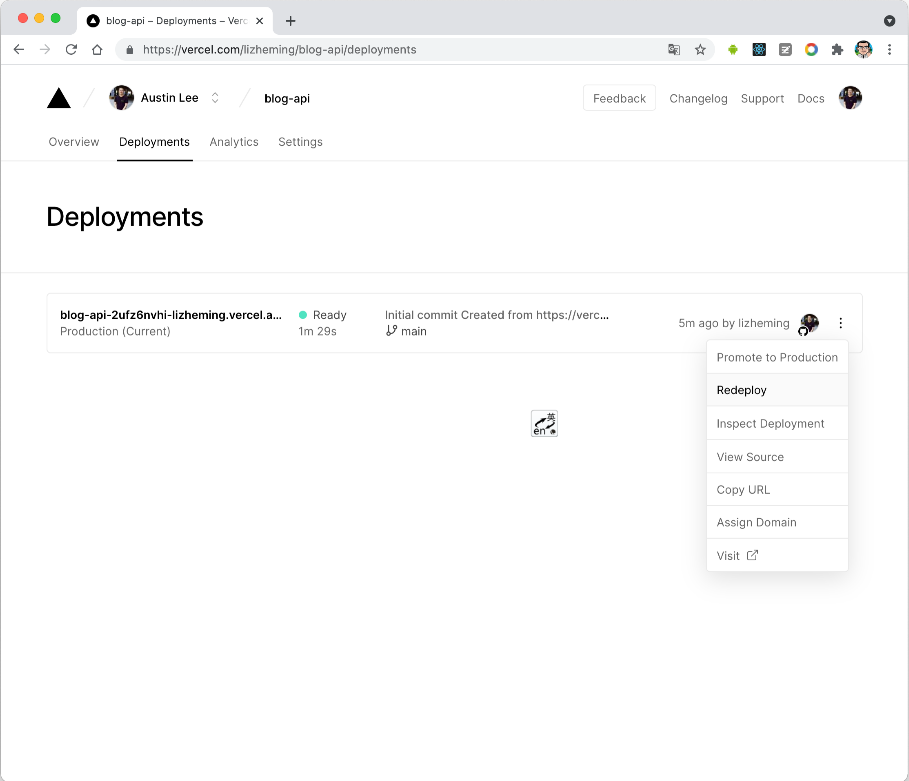 blog-api – Deployments – Verc
https://vercel.com/lizheming/blog-api/deployments
Austin Lee
blog-api
Feedback
Changelog
Support
Docs
Overview
Deployments
Analytics
Settings
Deployments
blog-api-2ufz6nvhi-lizheming.vercel.a...
Ready
Initial commit Created from https://verc...
Production (Current)
1m 29s
main
5m ago by lizheming
Promote to Production
Redeploy
Inspect Deployment
View Source
Copy URL
Assign Domain
Visit
英
en